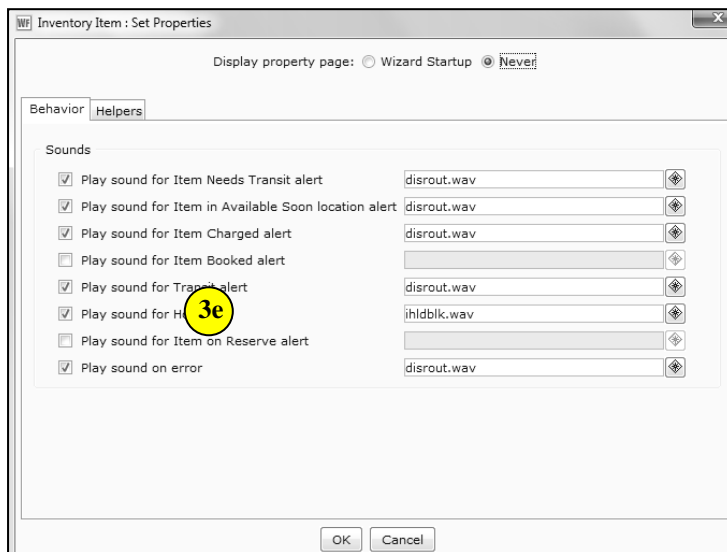 WF Inventory Item : Set Properties
Display property page: Wizard Startup Never
Behavior Helpers
Sounds
Play sound for Item Needs Transit alert disrout.wav
Play sound for Item in Available Soon location alert disrout.wav
Play sound for Item Charged alert disrout.wav
Play sound for Item Booked alert
Play sound for Transit alert disrout.wav
Play sound for 3e ihldblk.wav
Play sound for Item on Reserve alert
Play sound on error disrout.wav
OK Cancel